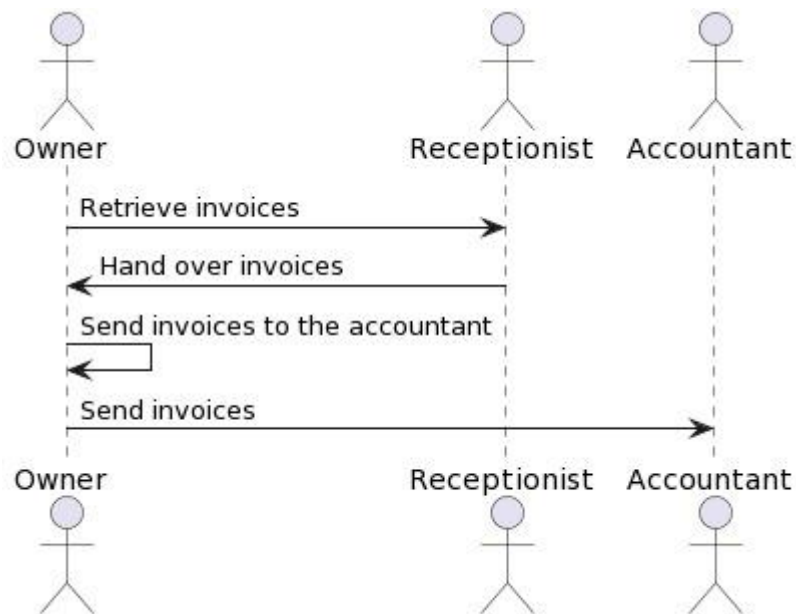 Owner
Receptionist
Accountant
Retrieve invoices
Hand over invoices
Send invoices to the accountant
Send invoices
Owner
Receptionist
Accountant